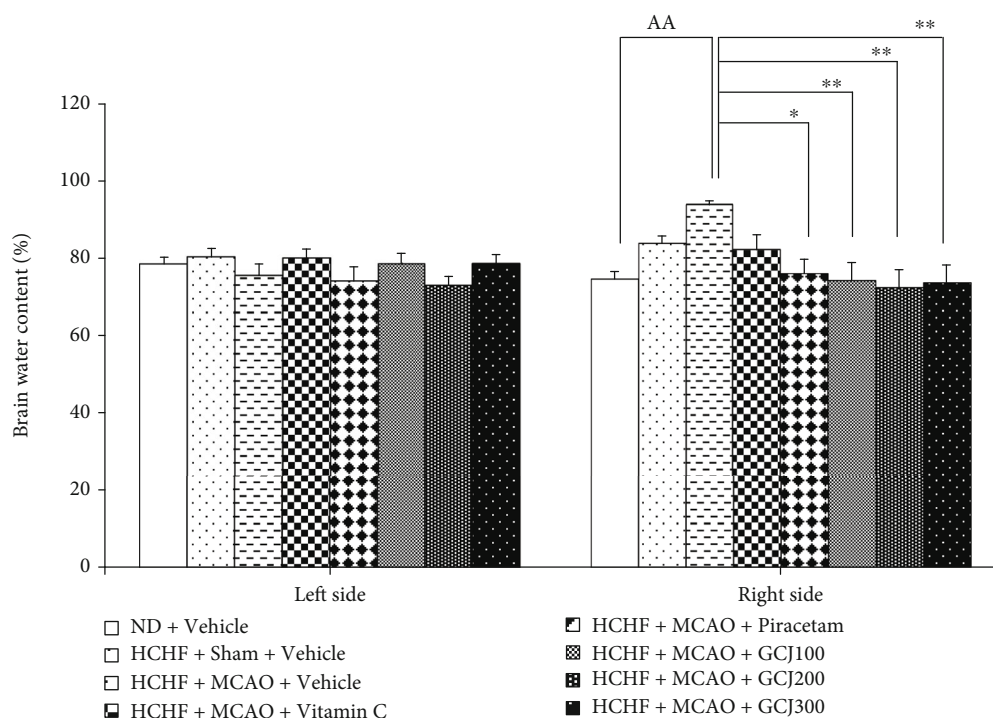 AA
**
**
**
*
120
100
80
60
40
20
0
Brain water content (%)
Left side
Right side
ND + Vehicle
HCHF + Sham + Vehicle
HCHF + MCAO + Vehicle
HCHF + MCAO + Vitamin C
HCHF + MCAO + Piracetam
HCHF + MCAO + GCJ100
HCHF + MCAO + GCJ200
HCHF + MCAO + GCJ300